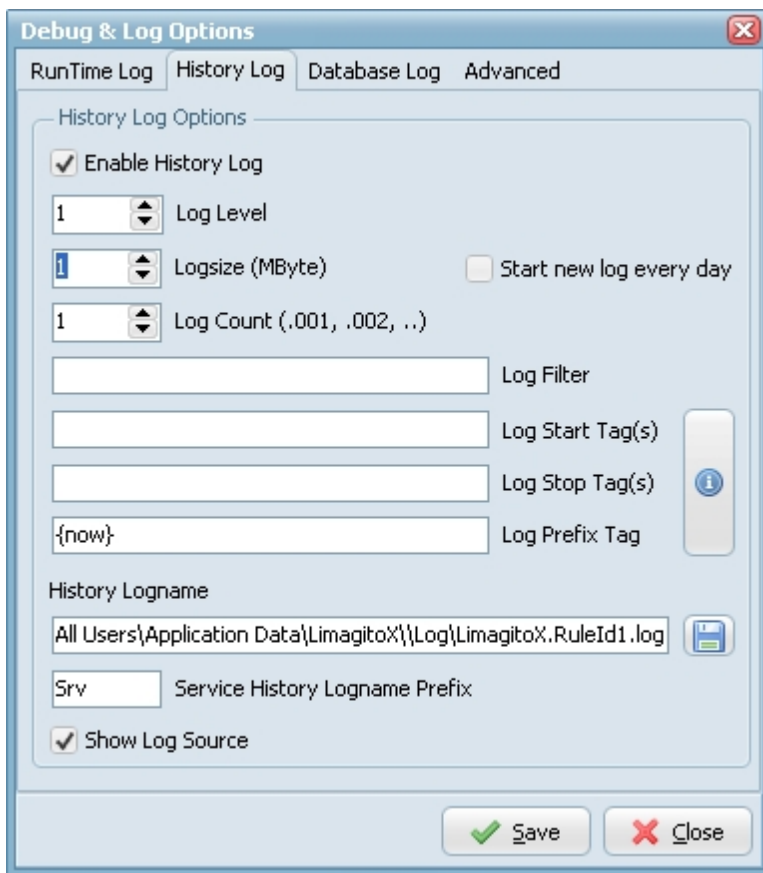 Debug & Log Options
RunTime Log History Log Database Log Advanced
History Log Options
Enable History Log
1 Log Level
1 Logsize (MByte) Start new log every day
1 Log Count (.001, .002, ..)
Log Filter
Log Start Tag(s)
Log Stop Tag(s)
{now} Log Prefix Tag
History Logname
All Users\Application Data\LimagitoX\\Log\LimagitoX.RuleId1.log
Srv Service History Logname Prefix
Show Log Source
Save Close